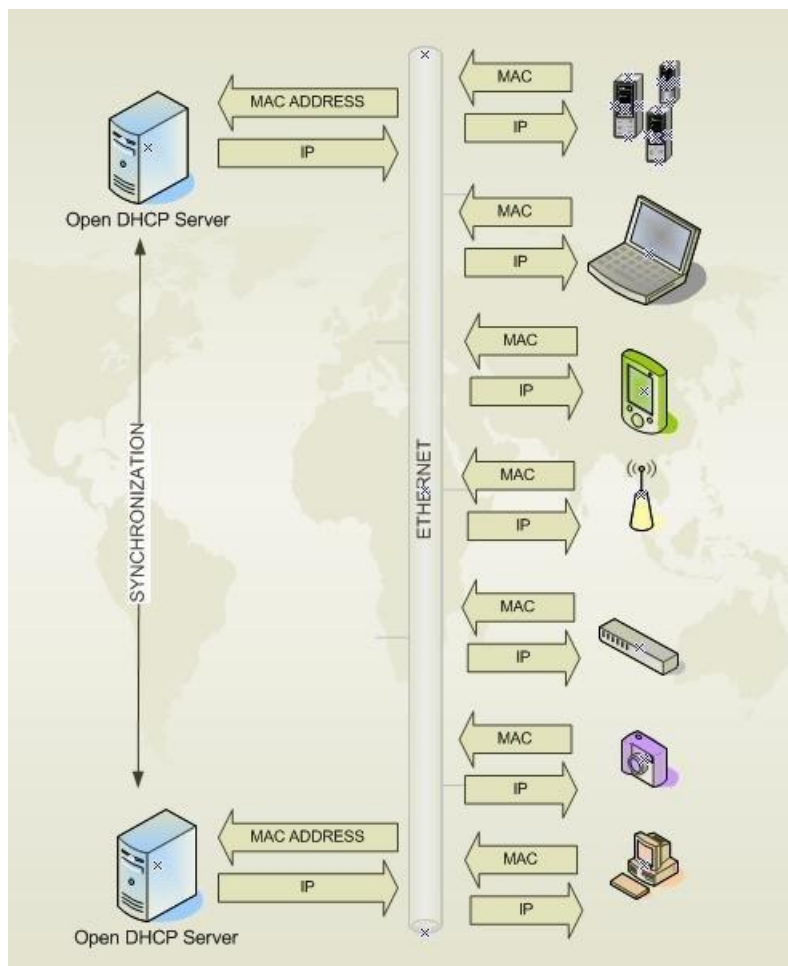 MAC
MAC ADDRESS
IP
IP
Open DHCP Server
MAC
IP
MAC
IP
SYNCHRONIZATION
ETHERNET
MAC
IP
MAC
IP
MAC
IP
MAC ADDRESS
IP
MAC
IP
Open DHCP Server